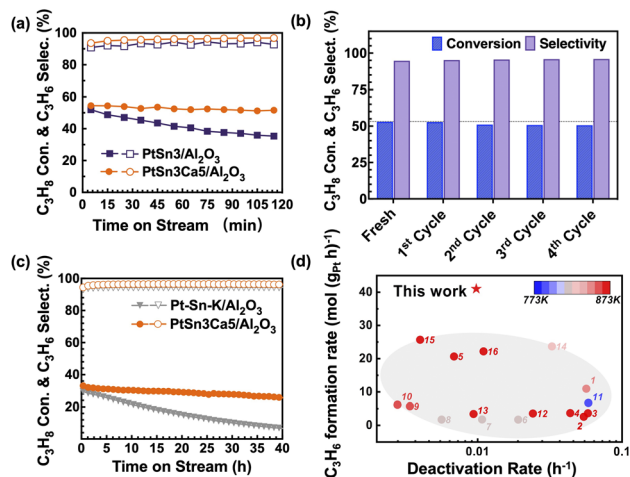 (a)
C₃H₈ Con. & C₃H₆ Selec. (%)
100
80
60
40
20
0
PtSn3/Al₂O₃
PtSn3Ca5/Al₂O₃
0 15 30 45 60 75 90 105 120
Time on Stream (min)
(b)
C₃H₈ Con. & C₃H₆ Selec. (%)
125
100
75
50
25
0
Conversion
Selectivity
Fresh
1st Cycle
2nd Cycle
3rd Cycle
4th Cycle
(c)
C₃H₈ Con. & C₃H₆ Selec. (%)
100
80
60
40
20
Pt-Sn-K/Al₂O₃
PtSn3Ca5/Al₂O₃
0 5 10 15 20 25 30 35 40
Time on Stream (h)
(d)
C₃H₆ formation rate (mol (gPt h)⁻¹)
40
30
20
10
0
This work ★
773K 873K
15
5
16
14
1
11
10
9
8
13
7
6
12
4
3
2
0.01 0.1
Deactivation Rate (h⁻¹)